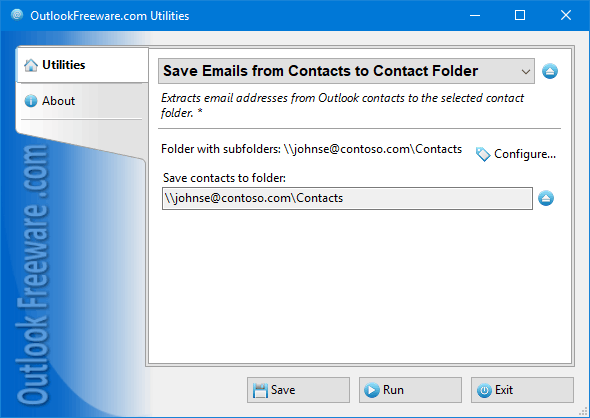 OutlookFreeware.com Utilities
Utilities
About
Save Emails from Contacts to Contact Folder
Extracts email addresses from Outlook contacts to the selected contact
folder. *
Folder with subfolders: \\johnse@contoso.com\Contacts
Configure...
Save contacts to folder:
\\johnse@contoso.com\Contacts
Outlook Freeware .com
Save
Run
Exit